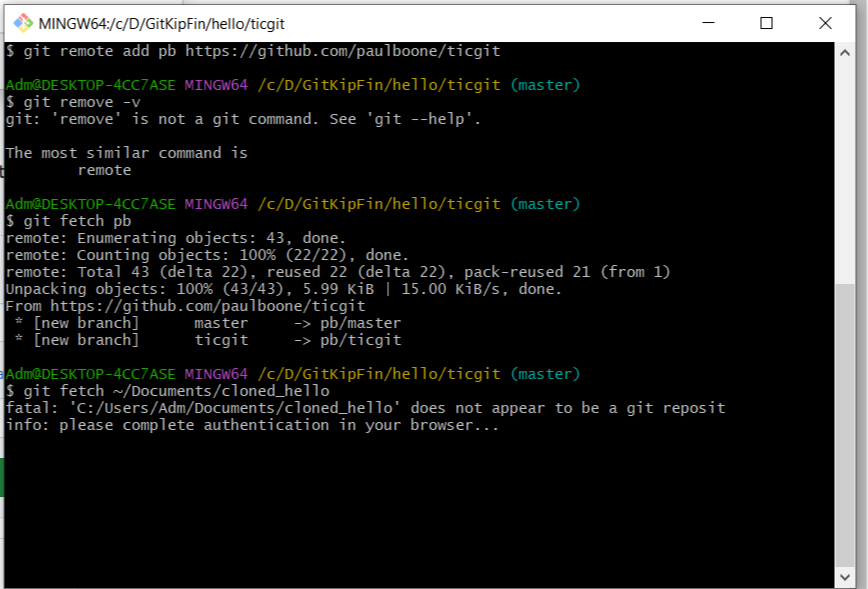 MINGW64:/c/D/GitKipFin/hello/ticgit
$ git remote add pb https://github.com/paulboone/ticgit
Adm@DESKTOP-4CC7ASE MINGW64 /c/D/GitKipFin/hello/ticgit (master)
$ git remove -v
git: 'remove' is not a git command. See 'git --help'.
The most similar command is
remote
Adm@DESKTOP-4CC7ASE MINGW64 /c/D/GitKipFin/hello/ticgit (master)
$ git fetch pb
remote: Enumerating objects: 43, done.
remote: Counting objects: 100% (22/22), done.
remote: Total 43 (delta 22), reused 22 (delta 22), pack-reused 21 (from 1)
Unpacking objects: 100% (43/43), 5.99 KiB | 15.00 KiB/s, done.
From https://github.com/paulboone/ticgit
* [new branch]      master     -> pb/master
* [new branch]      ticgit     -> pb/ticgit
Adm@DESKTOP-4CC7ASE MINGW64 /c/D/GitKipFin/hello/ticgit (master)
$ git fetch ~/Documents/cloned_hello
fatal: 'C:/Users/Adm/Documents/cloned_hello' does not appear to be a git reposit
info: please complete authentication in your browser...